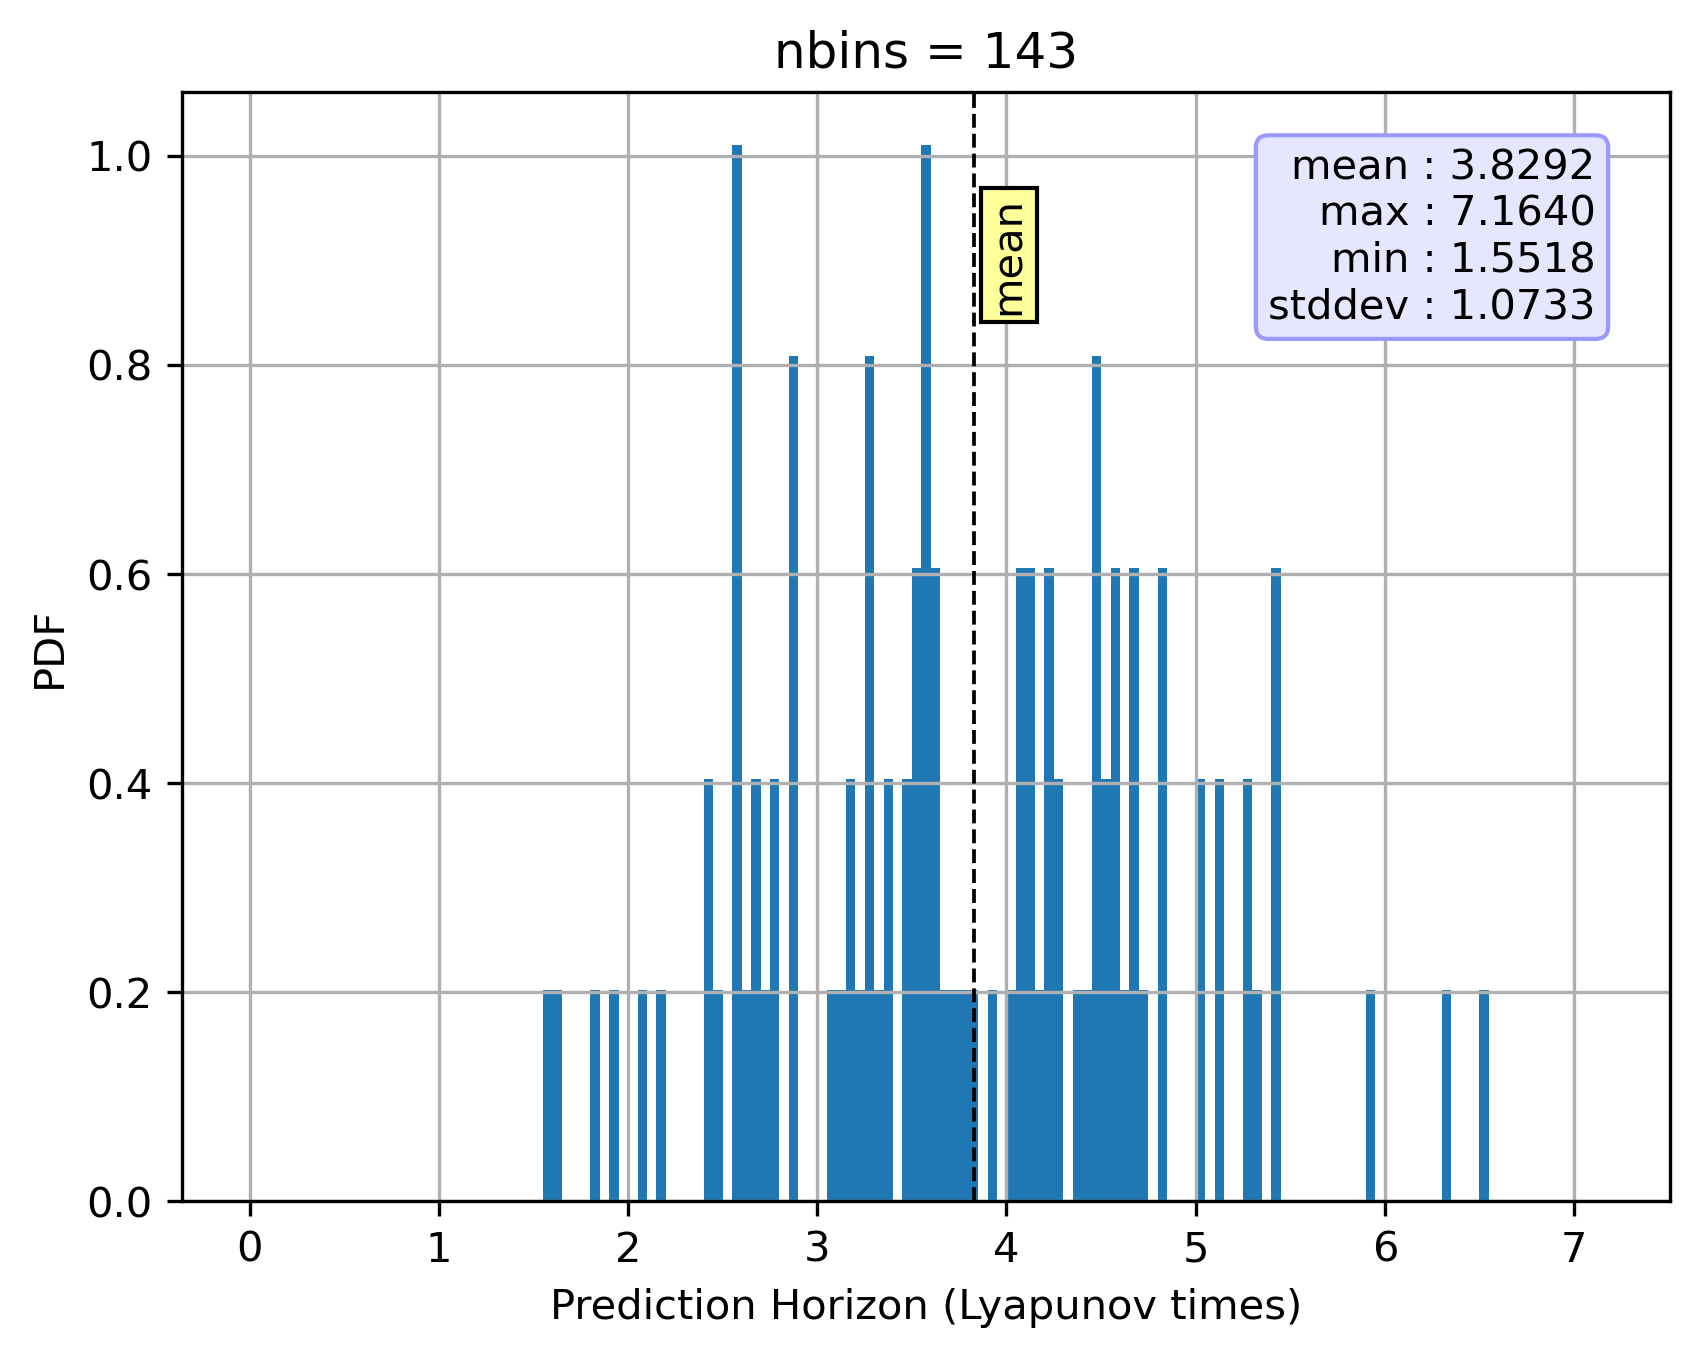 nbins = 143
mean : 3.8292
max : 7.1640
min : 1.5518
stddev : 1.0733
mean
PDF
1.0
0.8
0.6
0.4
0.2
0.0
0 1 2 3 4 5 6 7
Prediction Horizon (Lyapunov times)